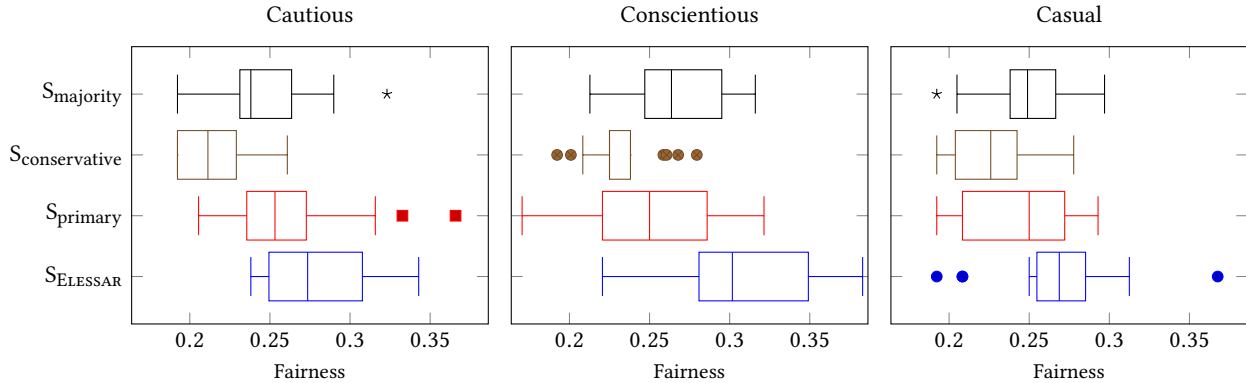 Cautious Conscientious Casual
S_majority
S_conservative
S_primary
S_ELESSAR
0.2 0.25 0.3 0.35 0.2 0.25 0.3 0.35 0.2 0.25 0.3 0.35
Fairness Fairness Fairness